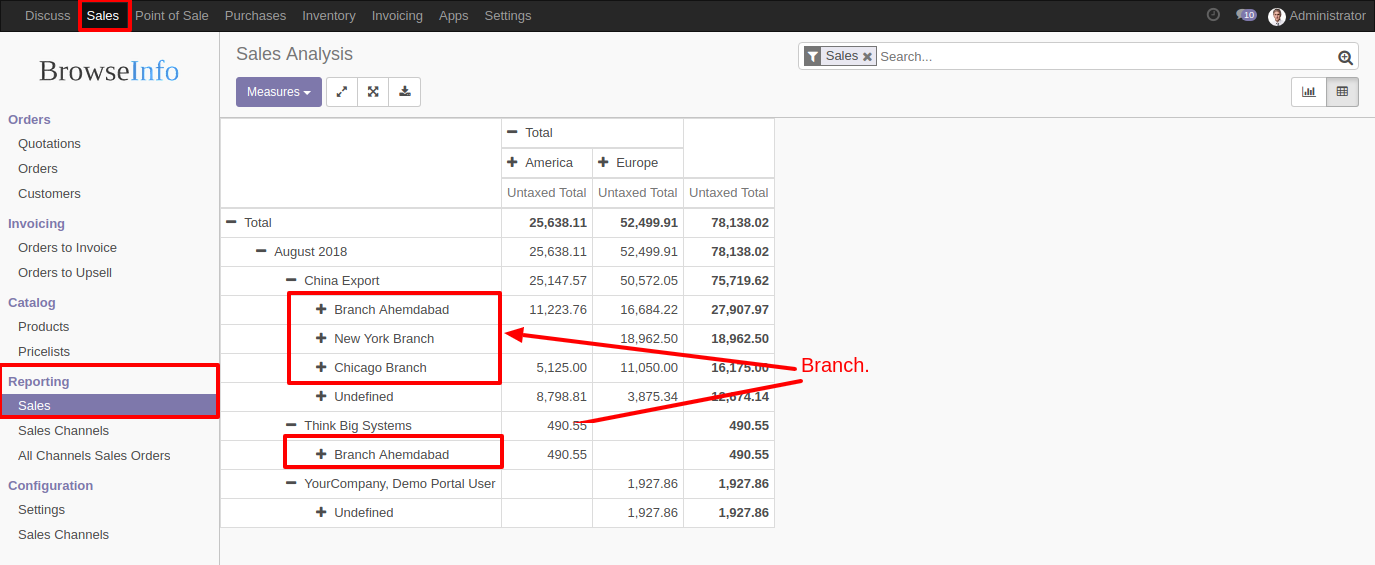 Discuss Sales Point of Sale Purchases Inventory Invoicing Apps Settings 10 Administrator
BrowseInfo
Orders
Quotations
Orders
Customers
Invoicing
Orders to Invoice
Orders to Upsell
Catalog
Products
Pricelists
Reporting
Sales
Sales Channels
All Channels Sales Orders
Configuration
Settings
Sales Channels
Sales Analysis
Sales Search...
Measures
Total
America Europe
Untaxed Total Untaxed Total Untaxed Total
Total 25,638.11 52,499.91 78,138.02
August 2018 25,638.11 52,499.91 78,138.02
China Export 25,147.57 50,572.05 75,719.62
Branch Ahemdabad 11,223.76 16,684.22 27,907.97
New York Branch 18,962.50 18,962.50
Chicago Branch 5,125.00 11,050.00 16,175.00
Undefined 8,798.81 3,875.34 12,674.14
Think Big Systems 490.55 490.55
Branch Ahemdabad 490.55 490.55
YourCompany, Demo Portal User 1,927.86 1,927.86
Undefined 1,927.86 1,927.86
Branch.